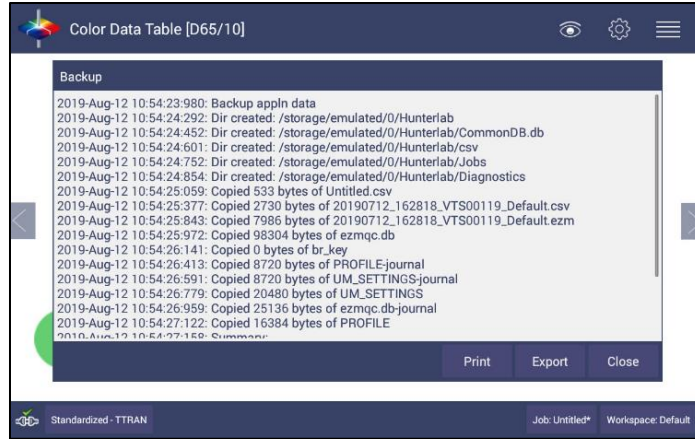 Color Data Table [D65/10]
Backup
2019-Aug-12 10:54:23:980: Backup appln data
2019-Aug-12 10:54:24:292: Dir created: /storage/emulated/0/Hunterlab
2019-Aug-12 10:54:24:452: Dir created: /storage/emulated/0/Hunterlab/CommonDB.db
2019-Aug-12 10:54:24:601: Dir created: /storage/emulated/0/Hunterlab/csv
2019-Aug-12 10:54:24:752: Dir created: /storage/emulated/0/Hunterlab/Jobs
2019-Aug-12 10:54:24:854: Dir created: /storage/emulated/0/Hunterlab/Diagnostics
2019-Aug-12 10:54:25:059: Copied 533 bytes of Untitled.csv
2019-Aug-12 10:54:25:377: Copied 2730 bytes of 20190712_162818_VTS00119_Default.csv
2019-Aug-12 10:54:25:843: Copied 7986 bytes of 20190712_162818_VTS00119_Default.ezm
2019-Aug-12 10:54:25:972: Copied 98304 bytes of ezmqc.db
2019-Aug-12 10:54:26:141: Copied 0 bytes of br_key
2019-Aug-12 10:54:26:413: Copied 8720 bytes of PROFILE-journal
2019-Aug-12 10:54:26:591: Copied 8720 bytes of UM_SETTINGS-journal
2019-Aug-12 10:54:26:779: Copied 20480 bytes of UM_SETTINGS
2019-Aug-12 10:54:26:959: Copied 25136 bytes of ezmqc.db-journal
2019-Aug-12 10:54:27:122: Copied 16384 bytes of PROFILE
2019-Aug-12 10:54:27:158: Summary:
Print Export Close
Standardized - TTRAN Job: Untitled* Workspace: Default